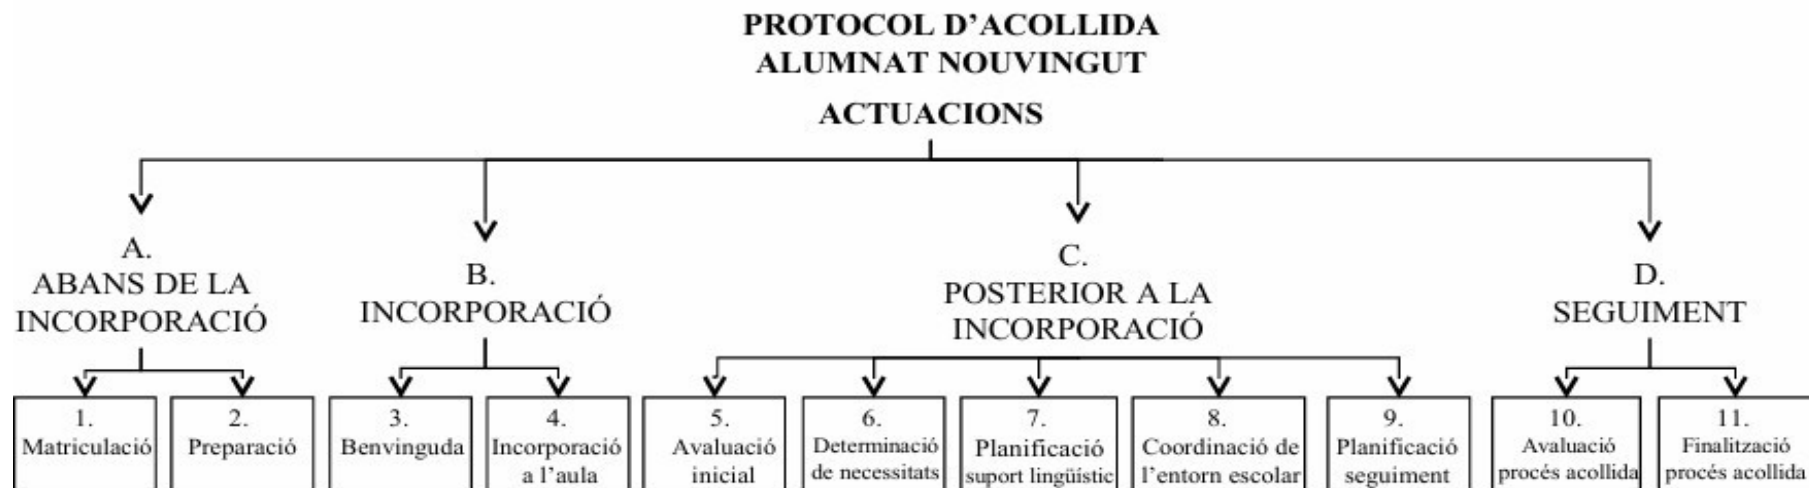 PROTOCOL D'ACOLLIDA
ALUMNAT NOUVINGUT
ACTUACIONS
A.
ABANS DE LA
INCORPORACIÓ
B.
INCORPORACIÓ
C.
POSTERIOR A LA
INCORPORACIÓ
D.
SEGUIMENT
1.
Matriculació
2.
Preparació
3.
Benvinguda
4.
Incorporació
a l'aula
5.
Avaluació
inicial
6.
Determinació
de necessitats
7.
Planificació
suport lingüístic
8.
Coordinació de
l'entorn escolar
9.
Planificació
seguiment
10.
Avaluació
procés acollida
11.
Finalització
procés acollida